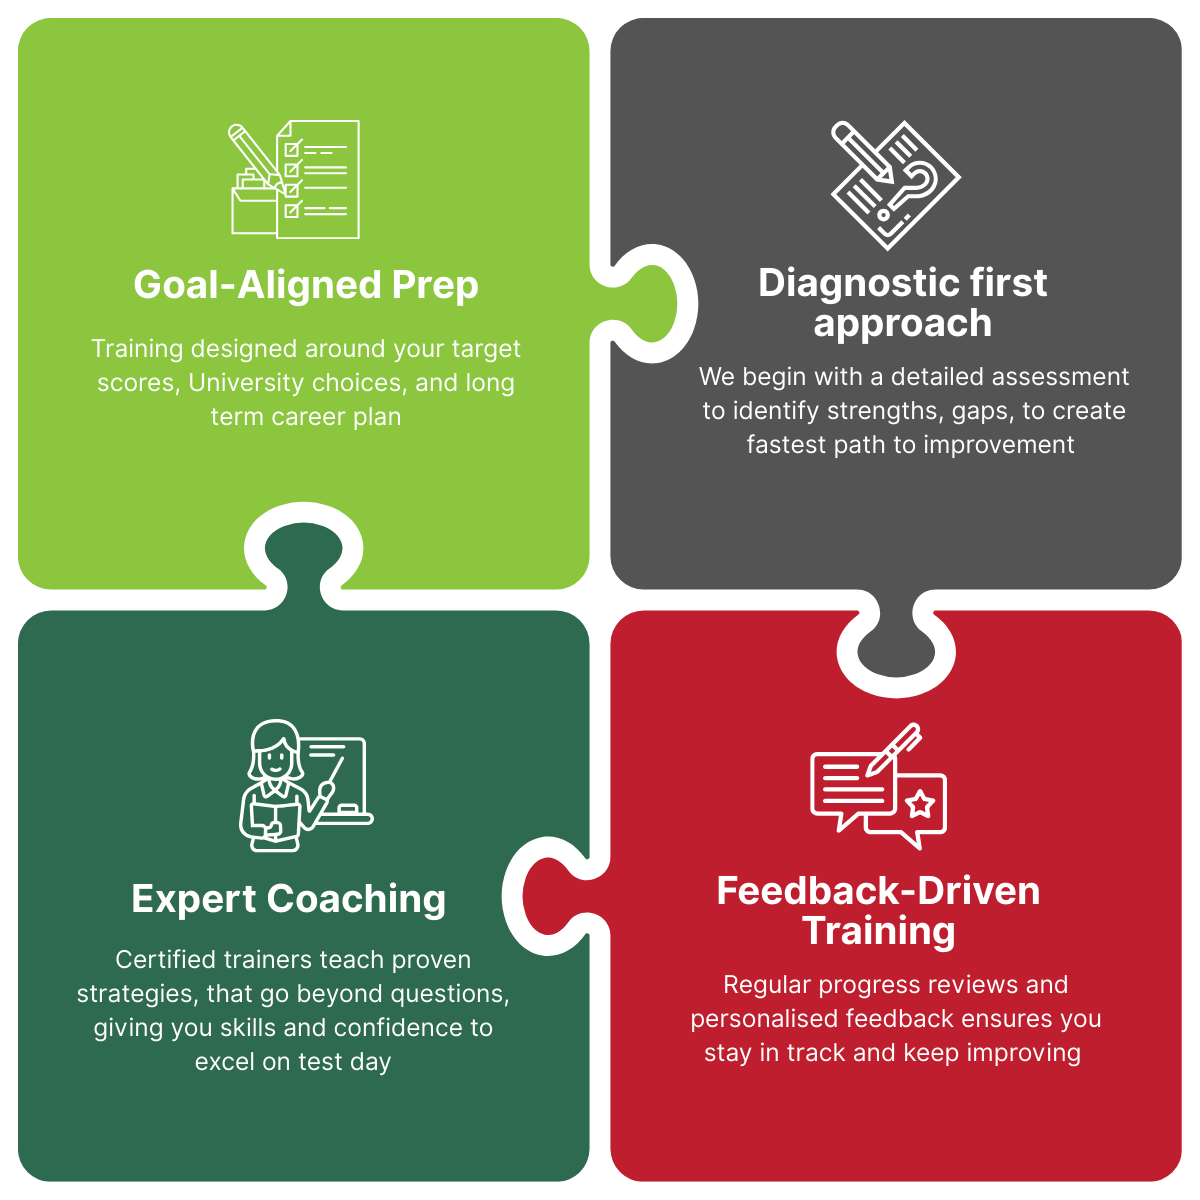 Goal-Aligned Prep
Training designed around your target
scores, University choices, and long
term career plan
Diagnostic first
approach
We begin with a detailed assessment
to identify strengths, gaps, to create
fastest path to improvement
Expert Coaching
Certified trainers teach proven
strategies, that go beyond questions,
giving you skills and confidence to
excel on test day
Feedback-Driven
Training
Regular progress reviews and
personalised feedback ensures you
stay in track and keep improving